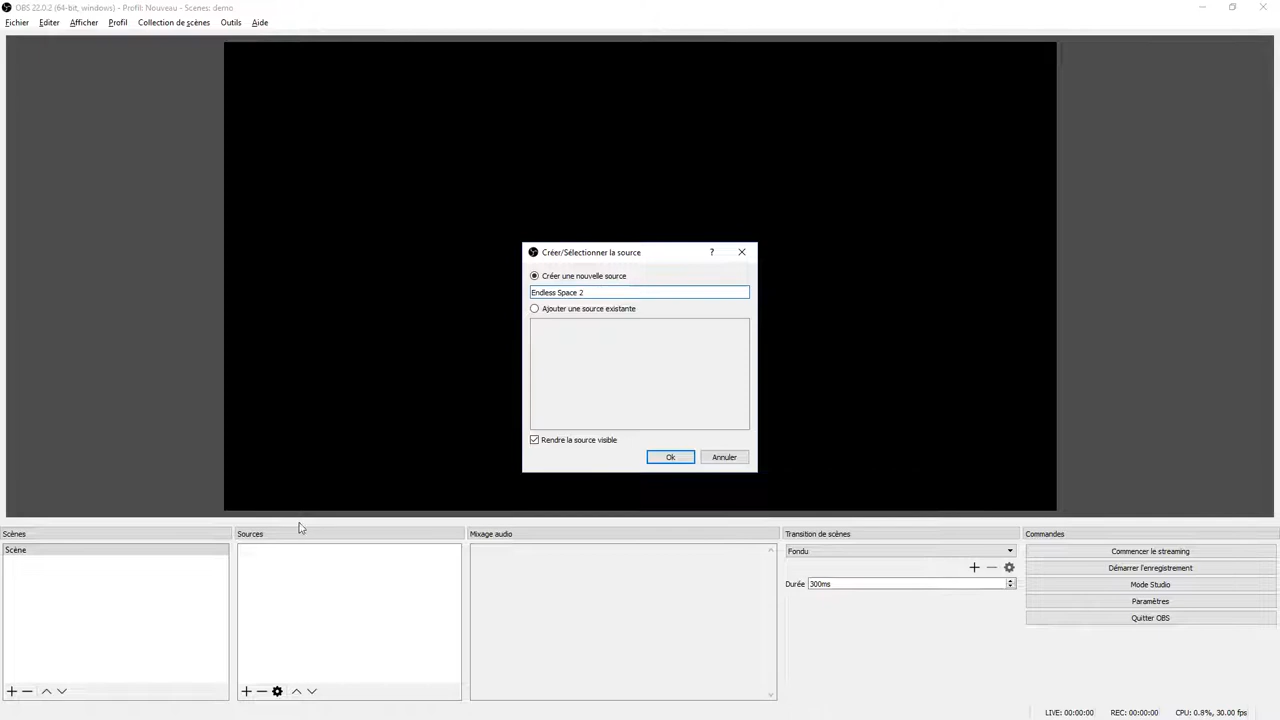 OBS 22.0.2 (64-bit, windows) - Profil: Nouveau - Scenes: demo
Fichier Editer Afficher Profil Collection de scènes Outils Aide
Créer/Sélectionner la source ?
Créer une nouvelle source
Endless Space 2
Ajouter une source existante
Rendre la source visible
Ok Annuler
Scènes
Scène
Sources
Mixage audio
Transition de scènes
Fondu
Durée 300ms
Commandes
Commencer le streaming
Démarrer l'enregistrement
Mode Studio
Paramètres
Quitter OBS
LIVE: 00:00:00 REC: 00:00:00 CPU: 0.8%, 30.00 fps